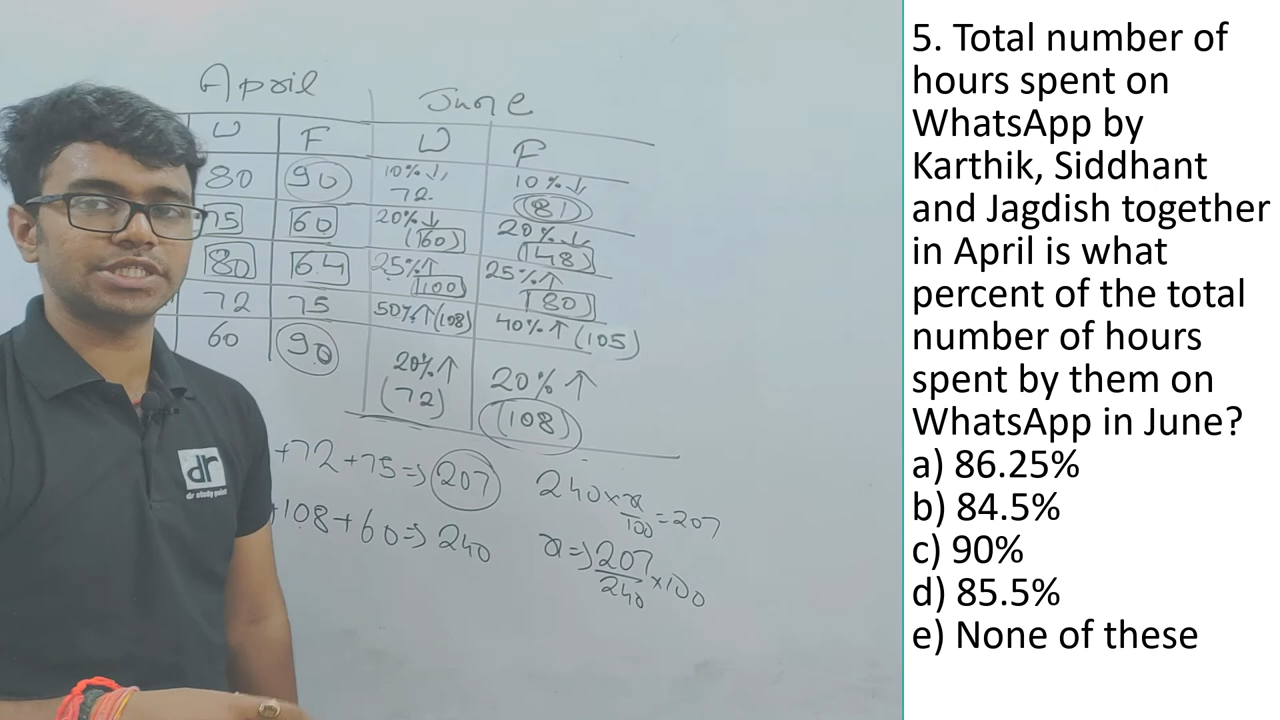 April June
W F W F
80 90 10%↓ 72 10%↓ (81)
75 60 20%↓ (60) 20%↓ (48)
80 64 25%↑ (100) 25%↑ (80)
72 75 50%↑ (108) 40%↑ (105)
60 90 20%↑ (72) 20%↑ (108)
+72+75⇒207
+108+60⇒240
240×x/100=207
x⇒207/240×100
dr
dr study point
5. Total number of
hours spent on
WhatsApp by
Karthik, Siddhant
and Jagdish together
in April is what
percent of the total
number of hours
spent by them on
WhatsApp in June?
a) 86.25%
b) 84.5%
c) 90%
d) 85.5%
e) None of these